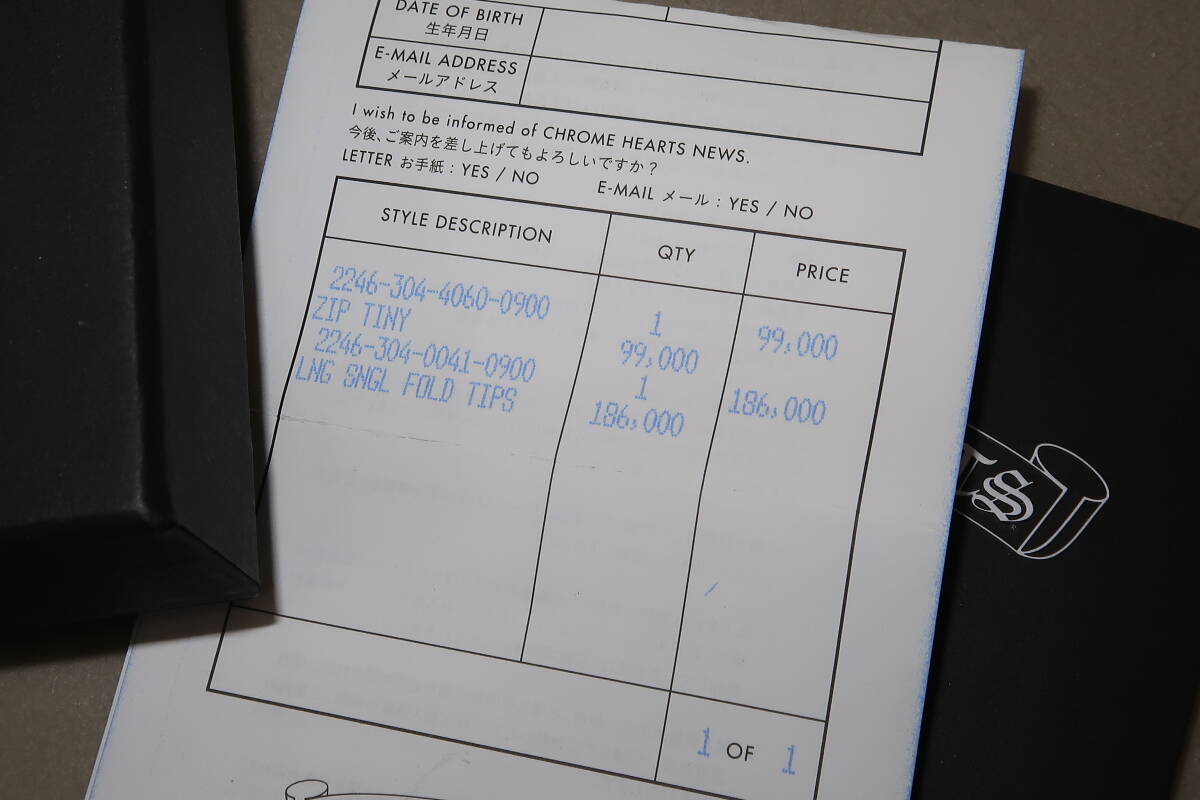 DATE OF BIRTH
生年月日
E-MAIL ADDRESS
メールアドレス
I wish to be informed of CHROME HEARTS NEWS.
今後、ご案内を差し上げてもよろしいですか？
LETTER お手紙 : YES / NO E-MAIL メール : YES / NO
STYLE DESCRIPTION QTY PRICE
2246-304-4060-0900 1 99,000
ZIP TINY 99,000
2246-304-0041-0900 1 186,000
LNG SNGL FOLD TIPS 186,000
1 OF 1
TS